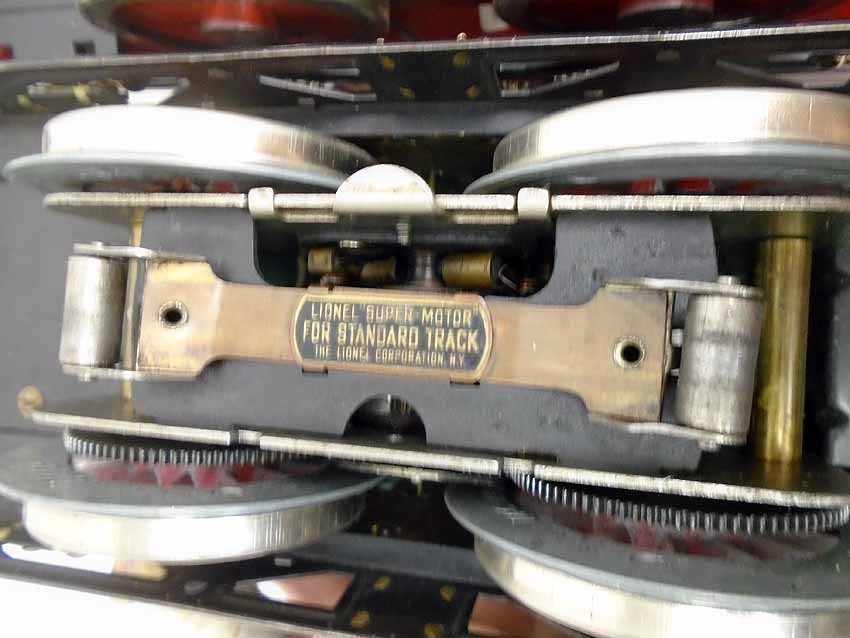 LIONEL SUPER-MOTOR
FOR STANDARD TRACK
THE LIONEL CORPORATION, N.Y.